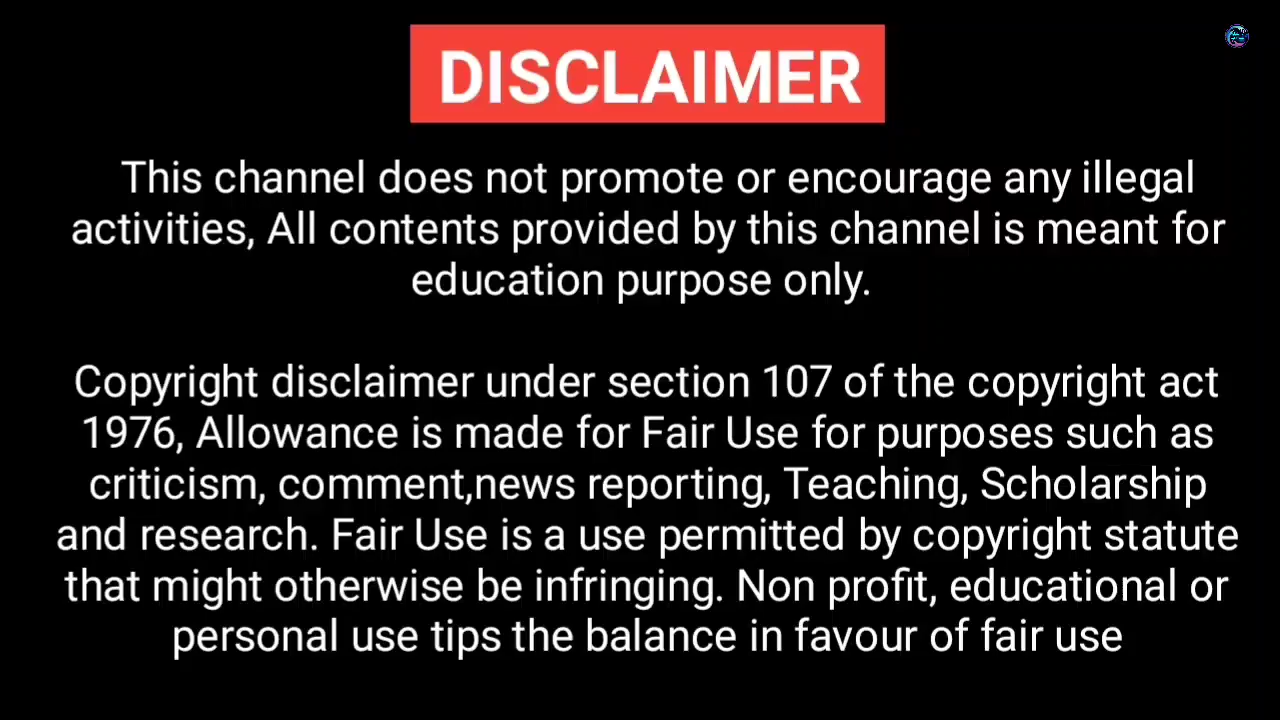 DISCLAIMER
This channel does not promote or encourage any illegal
activities, All contents provided by this channel is meant for
education purpose only.
Copyright disclaimer under section 107 of the copyright act
1976, Allowance is made for Fair Use for purposes such as
criticism, comment,news reporting, Teaching, Scholarship
and research. Fair Use is a use permitted by copyright statute
that might otherwise be infringing. Non profit, educational or
personal use tips the balance in favour of fair use